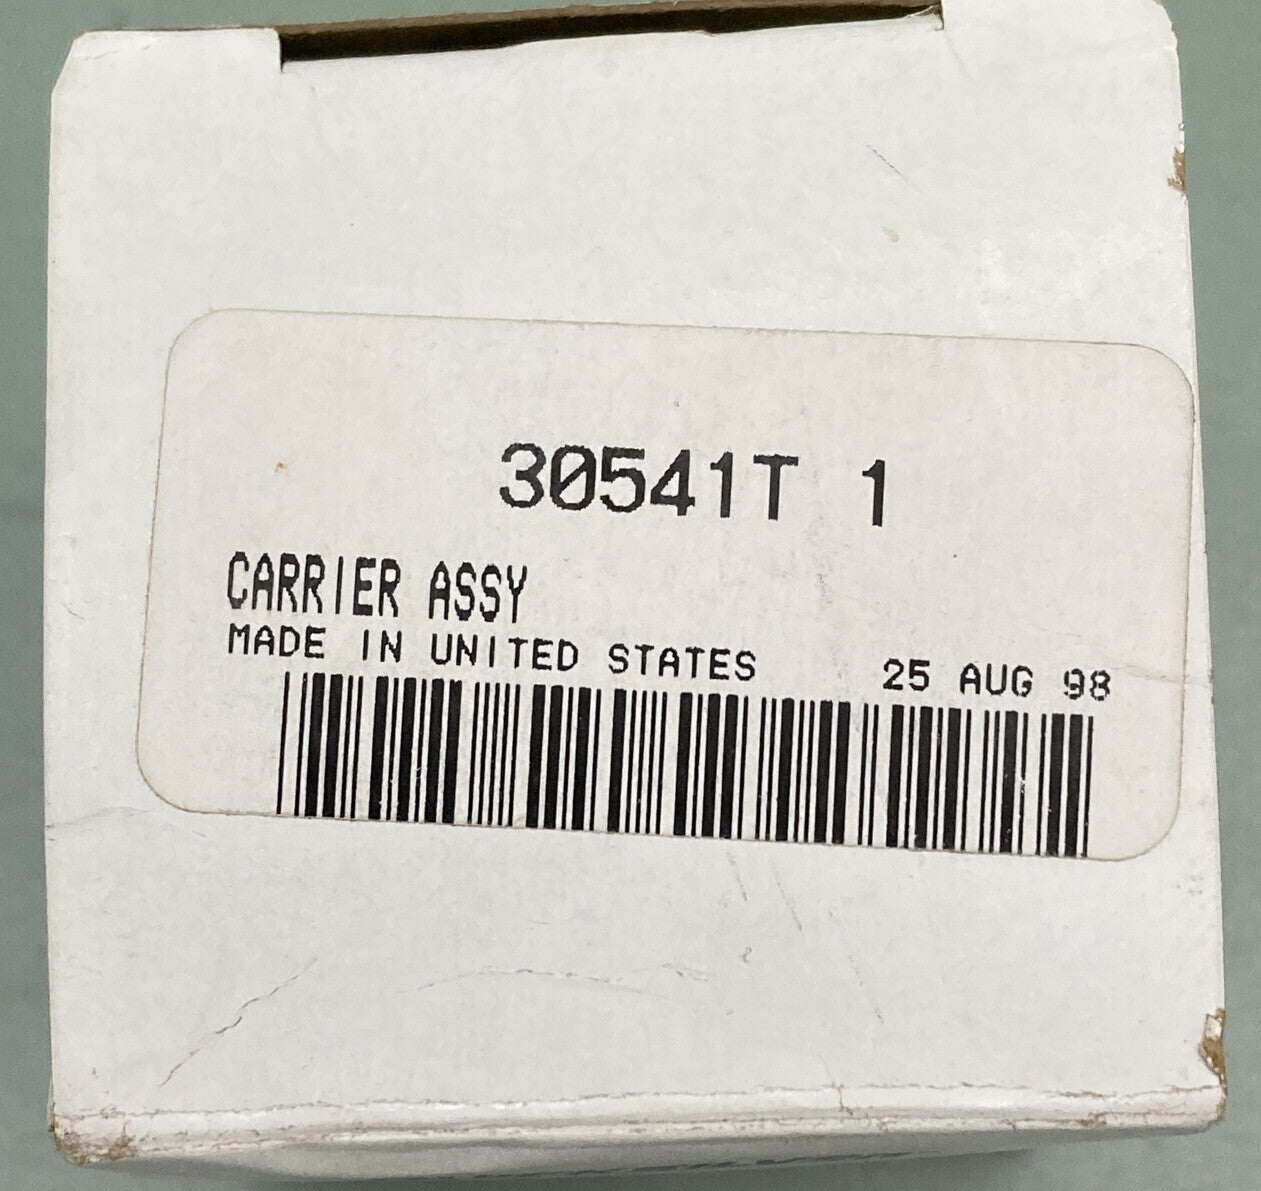 30541T 1
CARRIER ASSY
MADE IN UNITED STATES 25 AUG 98